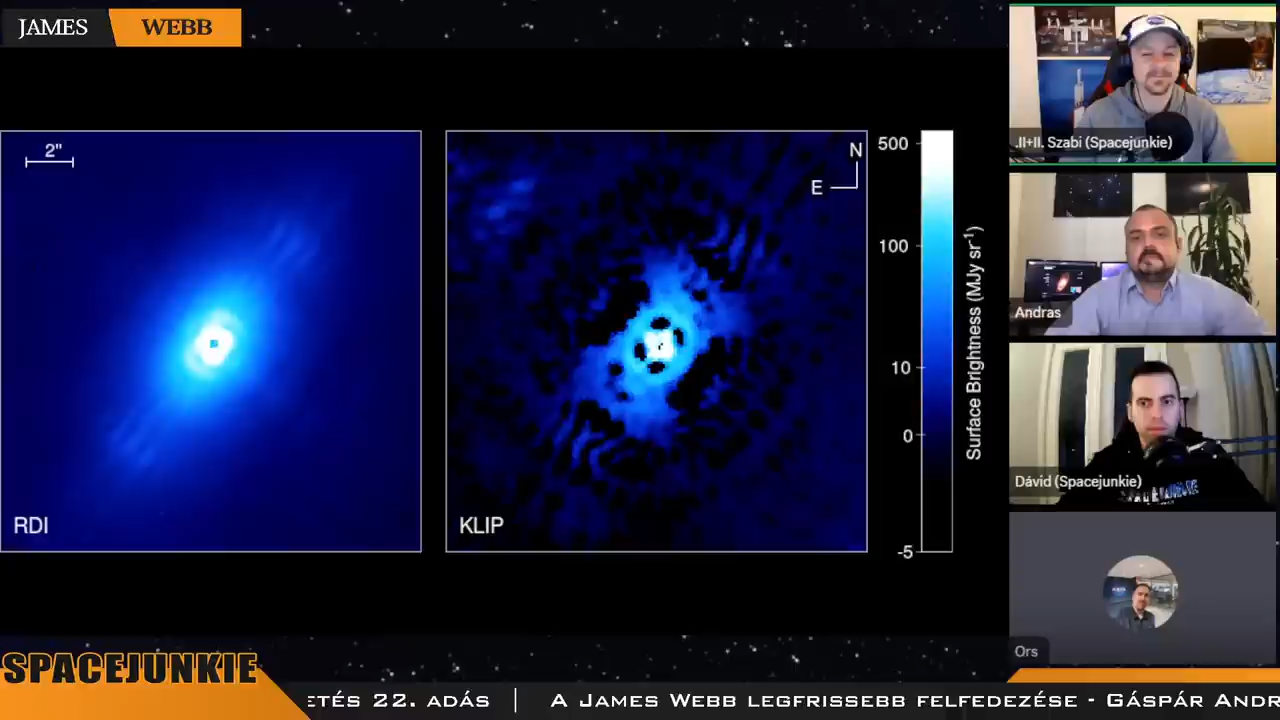 JAMES WEBB
2"
RDI
N
E
KLIP
500
100
10
0
-5
Surface Brightness (MJy sr⁻¹)
.II+II. Szabi (Spacejunkie)
Andras
Dávid (Spacejunkie)
Ors
SPACEJUNKIE
ETÉS 22. ADÁS | A JAMES WEBB LEGFRISSEBB FELFEDEZÉSE - GÁSPÁR ANDR